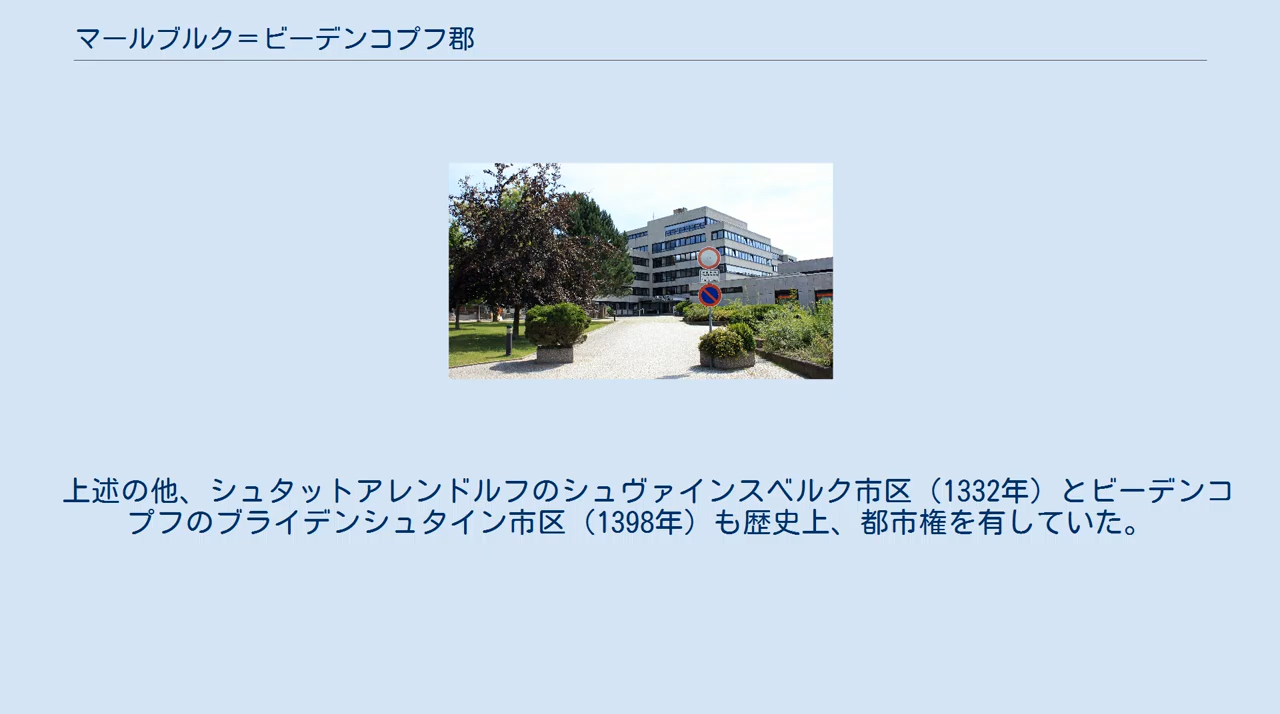 マールブルク＝ビーデンコプフ郡
上述の他、シュタットアレンドルフのシュヴァインスベルク市区（1332年）とビーデンコ
プフのブライデンシュタイン市区（1398年）も歴史上、都市権を有していた。